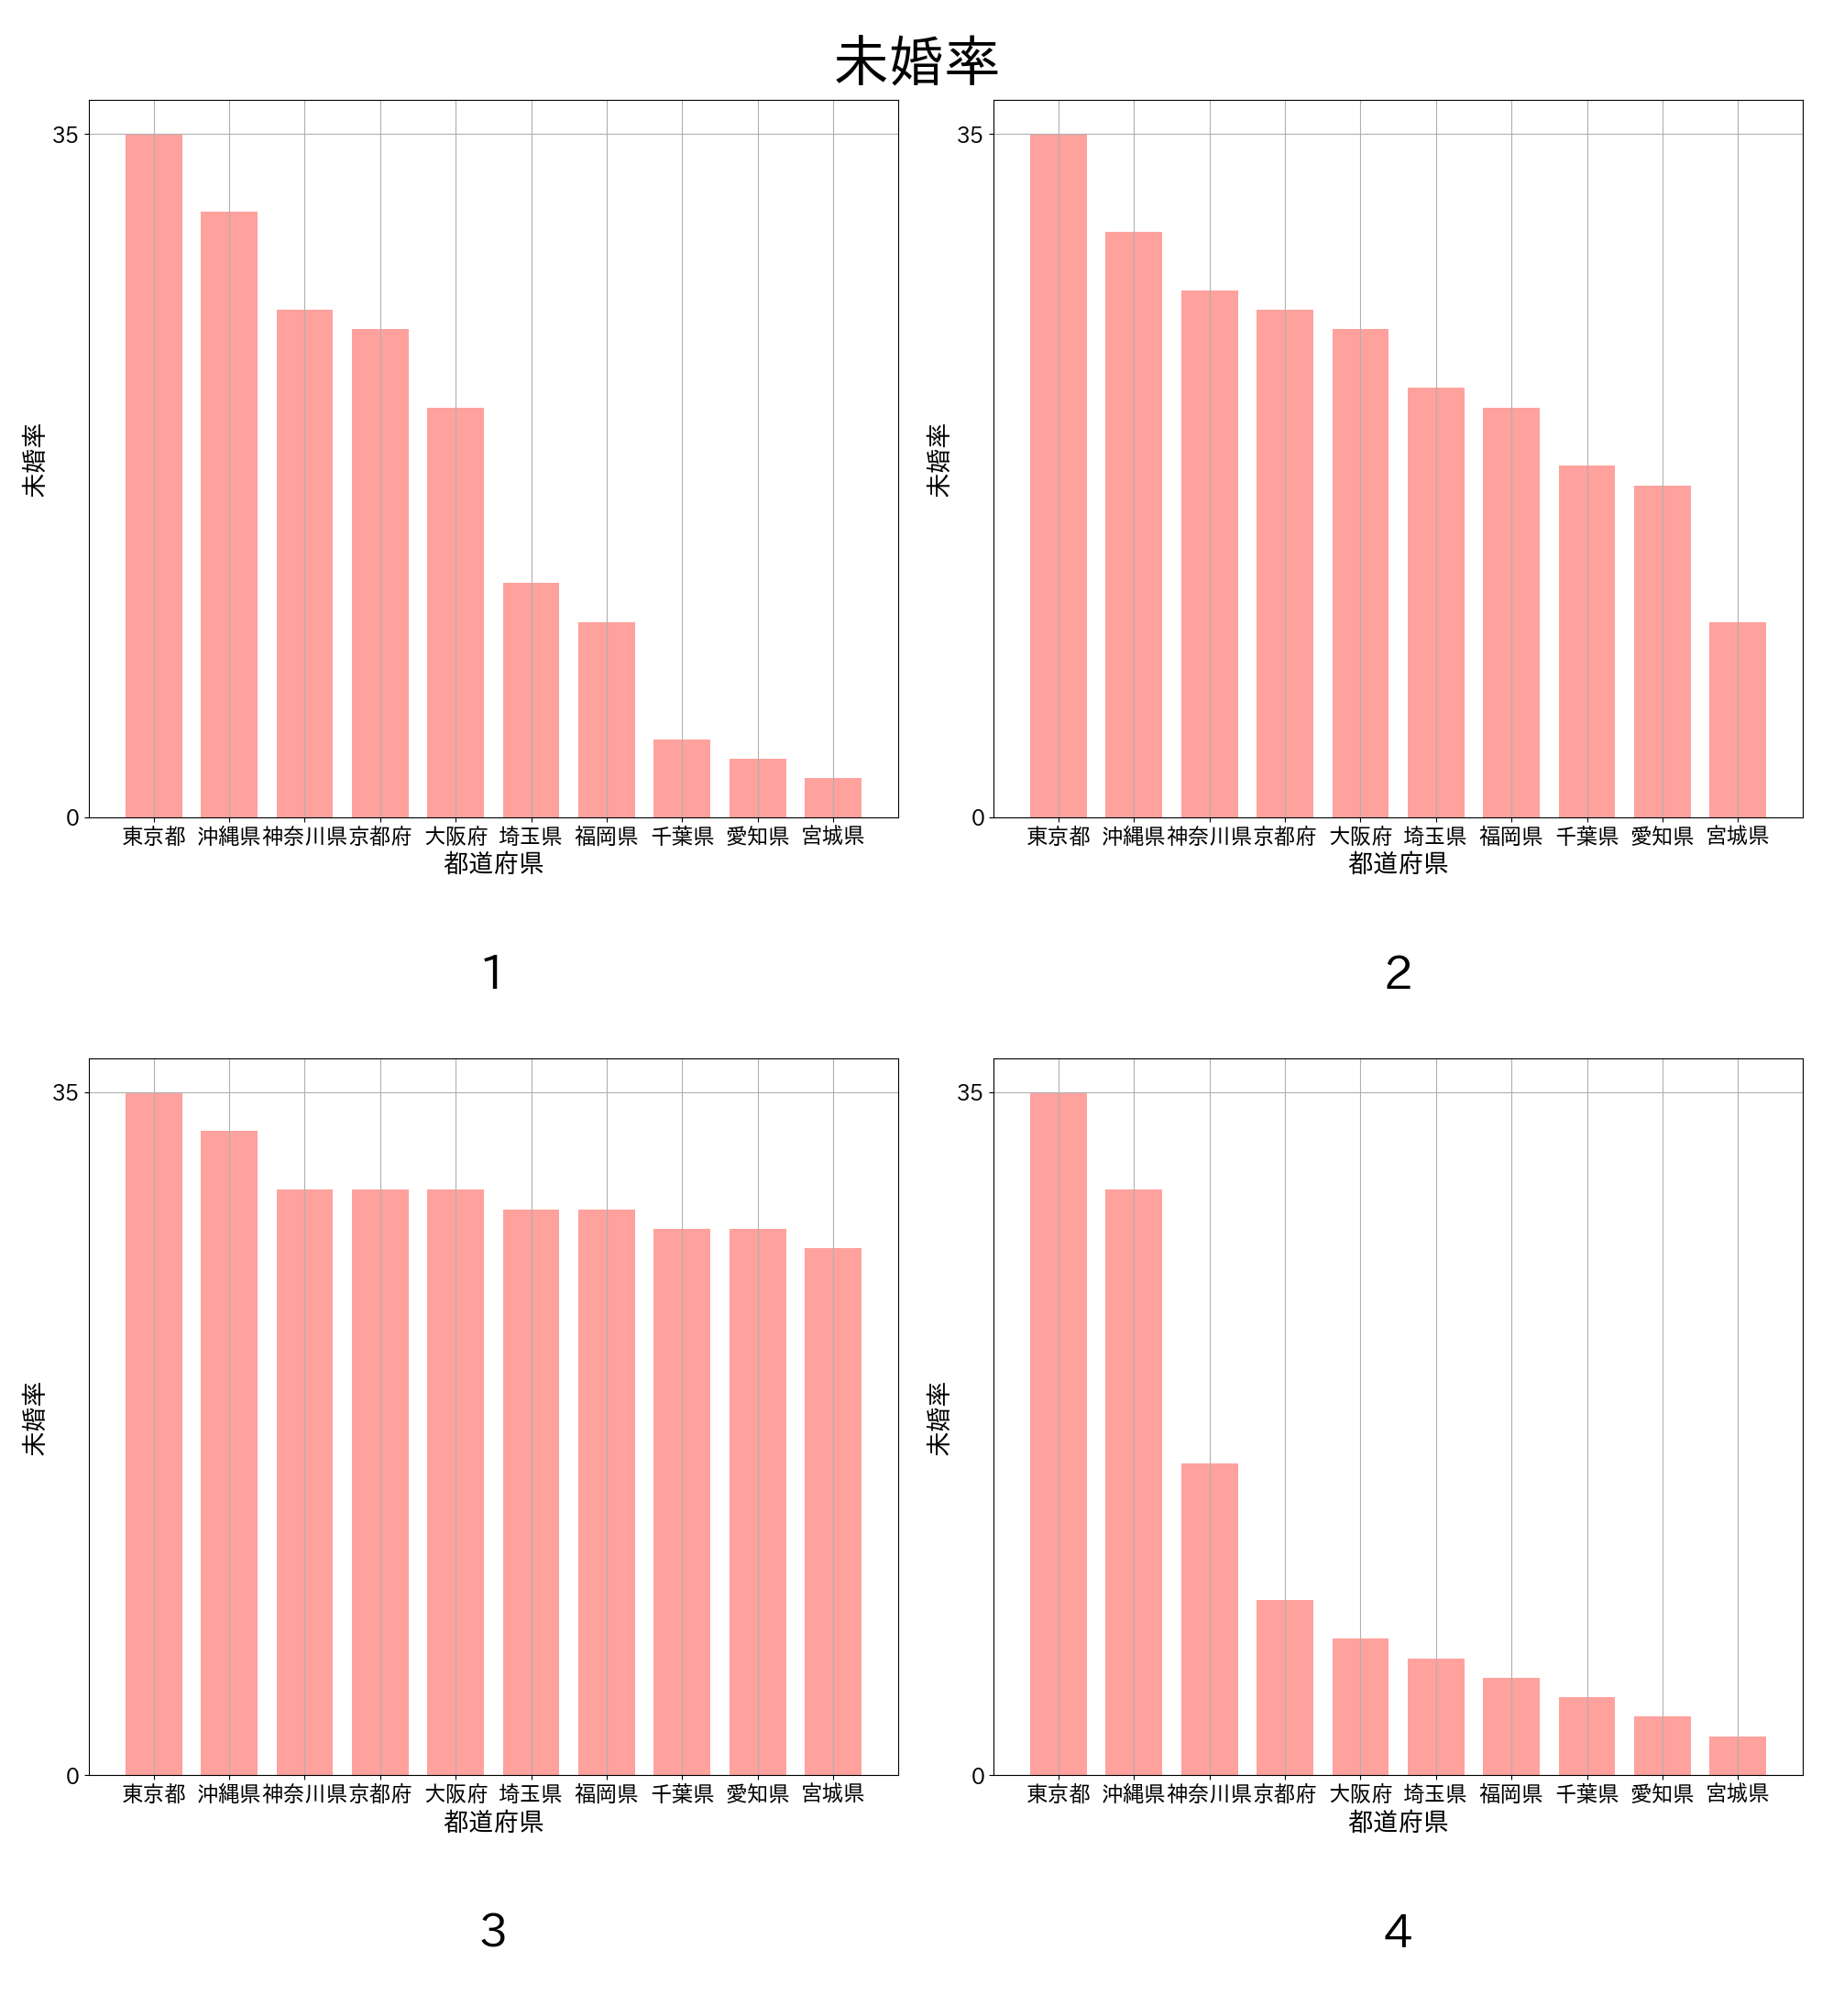 未婚率
35
0
未婚率
東京都 沖縄県 神奈川県 京都府 大阪府 埼玉県 福岡県 千葉県 愛知県 宮城県
都道府県
1
35
0
未婚率
東京都 沖縄県 神奈川県 京都府 大阪府 埼玉県 福岡県 千葉県 愛知県 宮城県
都道府県
2
35
0
未婚率
東京都 沖縄県 神奈川県 京都府 大阪府 埼玉県 福岡県 千葉県 愛知県 宮城県
都道府県
3
35
0
未婚率
東京都 沖縄県 神奈川県 京都府 大阪府 埼玉県 福岡県 千葉県 愛知県 宮城県
都道府県
4